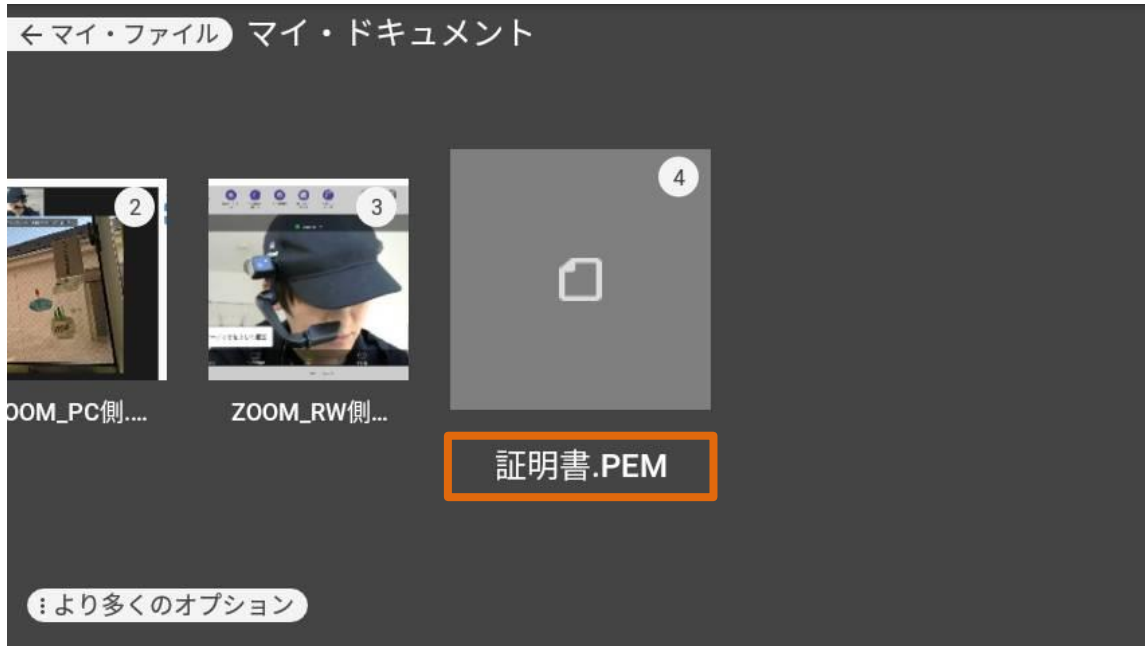 ←マイ・ファイル マイ・ドキュメント
2
3
4
OOM_PC側....
ZOOM_RW側...
証明書.PEM
⋮より多くのオプション